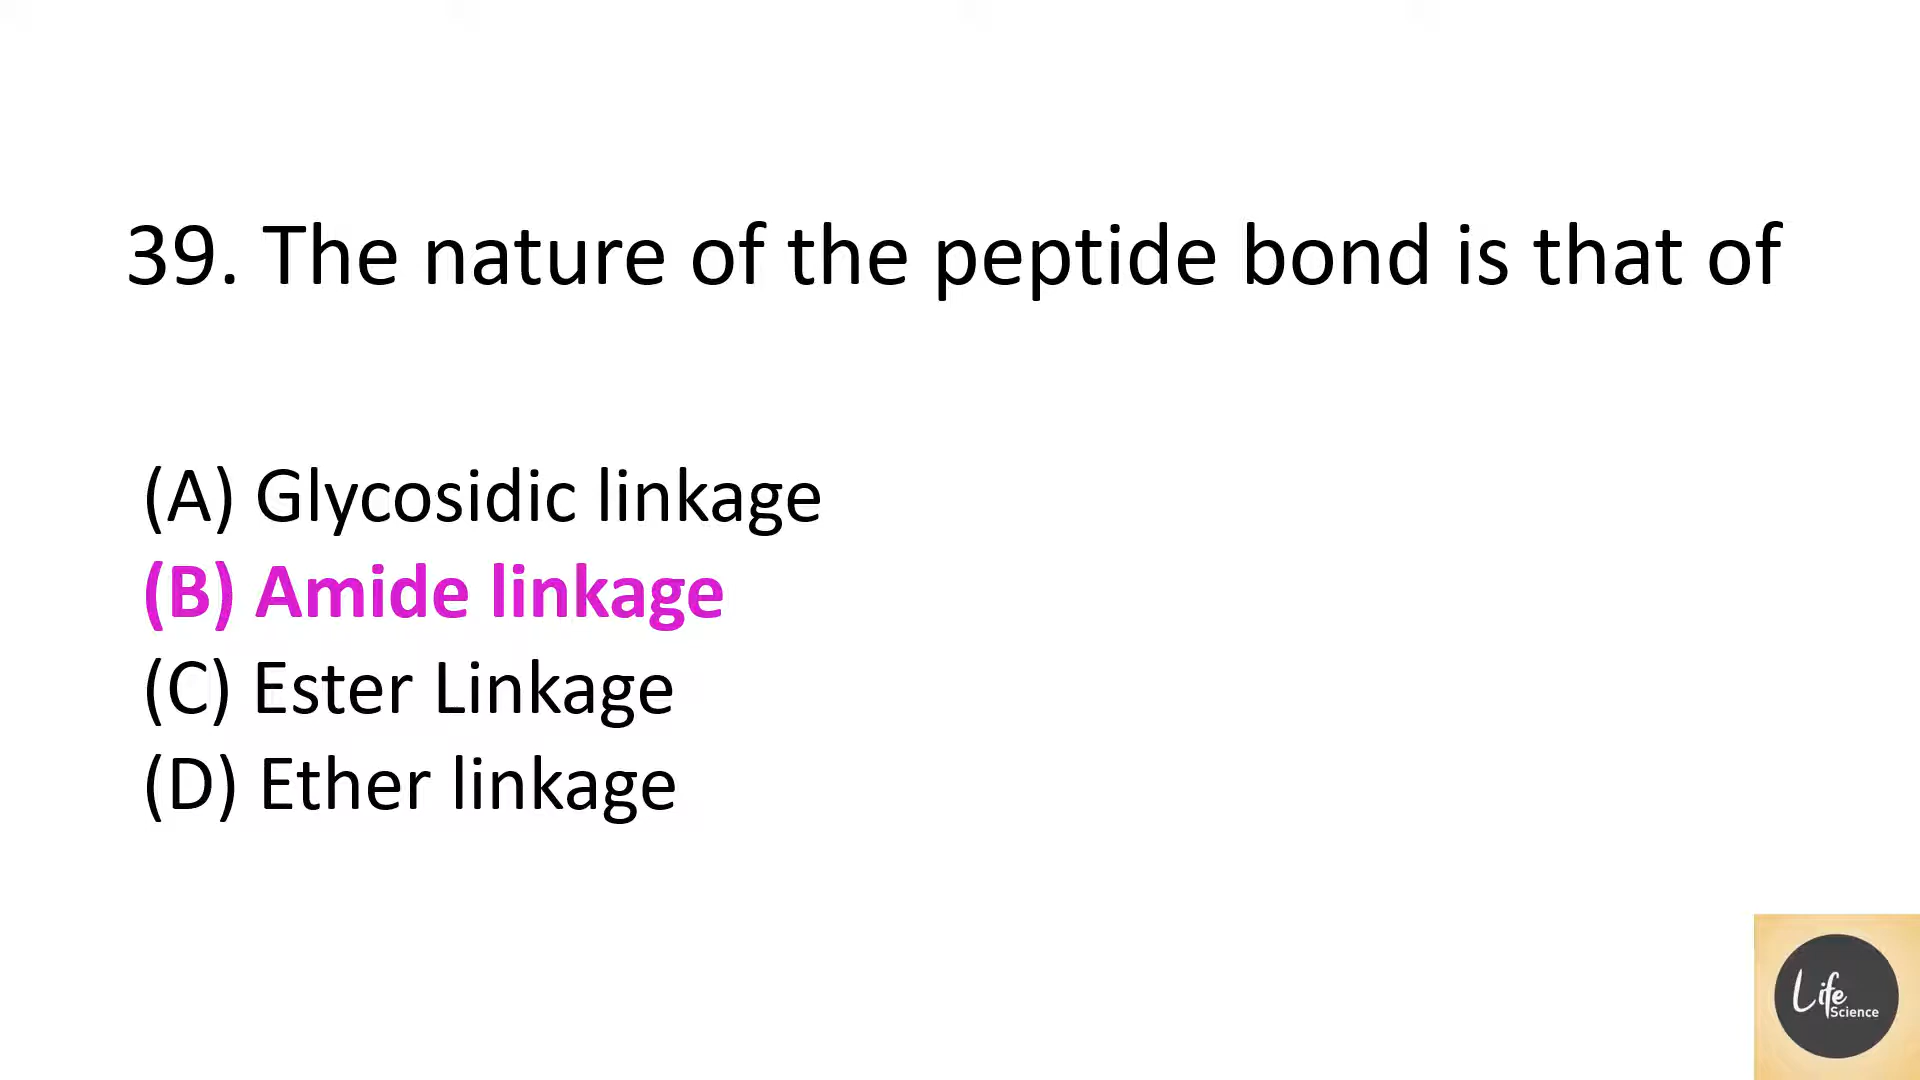 39. The nature of the peptide bond is that of
(A) Glycosidic linkage
(B) Amide linkage
(C) Ester Linkage
(D) Ether linkage
Life
Science